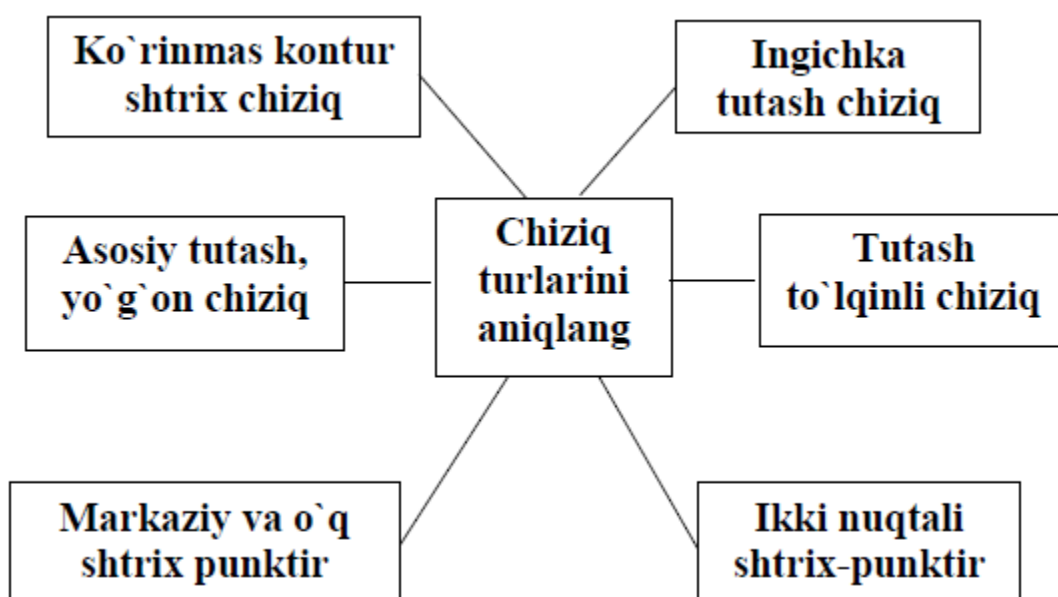 Ko`rinmas kontur
shtrix chiziq
Ingichka
tutash chiziq
Asosiy tutash,
yo`g`on chiziq
Chiziq
turlarini
aniqlang
Tutash
to`lqinli chiziq
Markaziy va o`q
shtrix punktir
Ikki nuqtali
shtrix-punktir